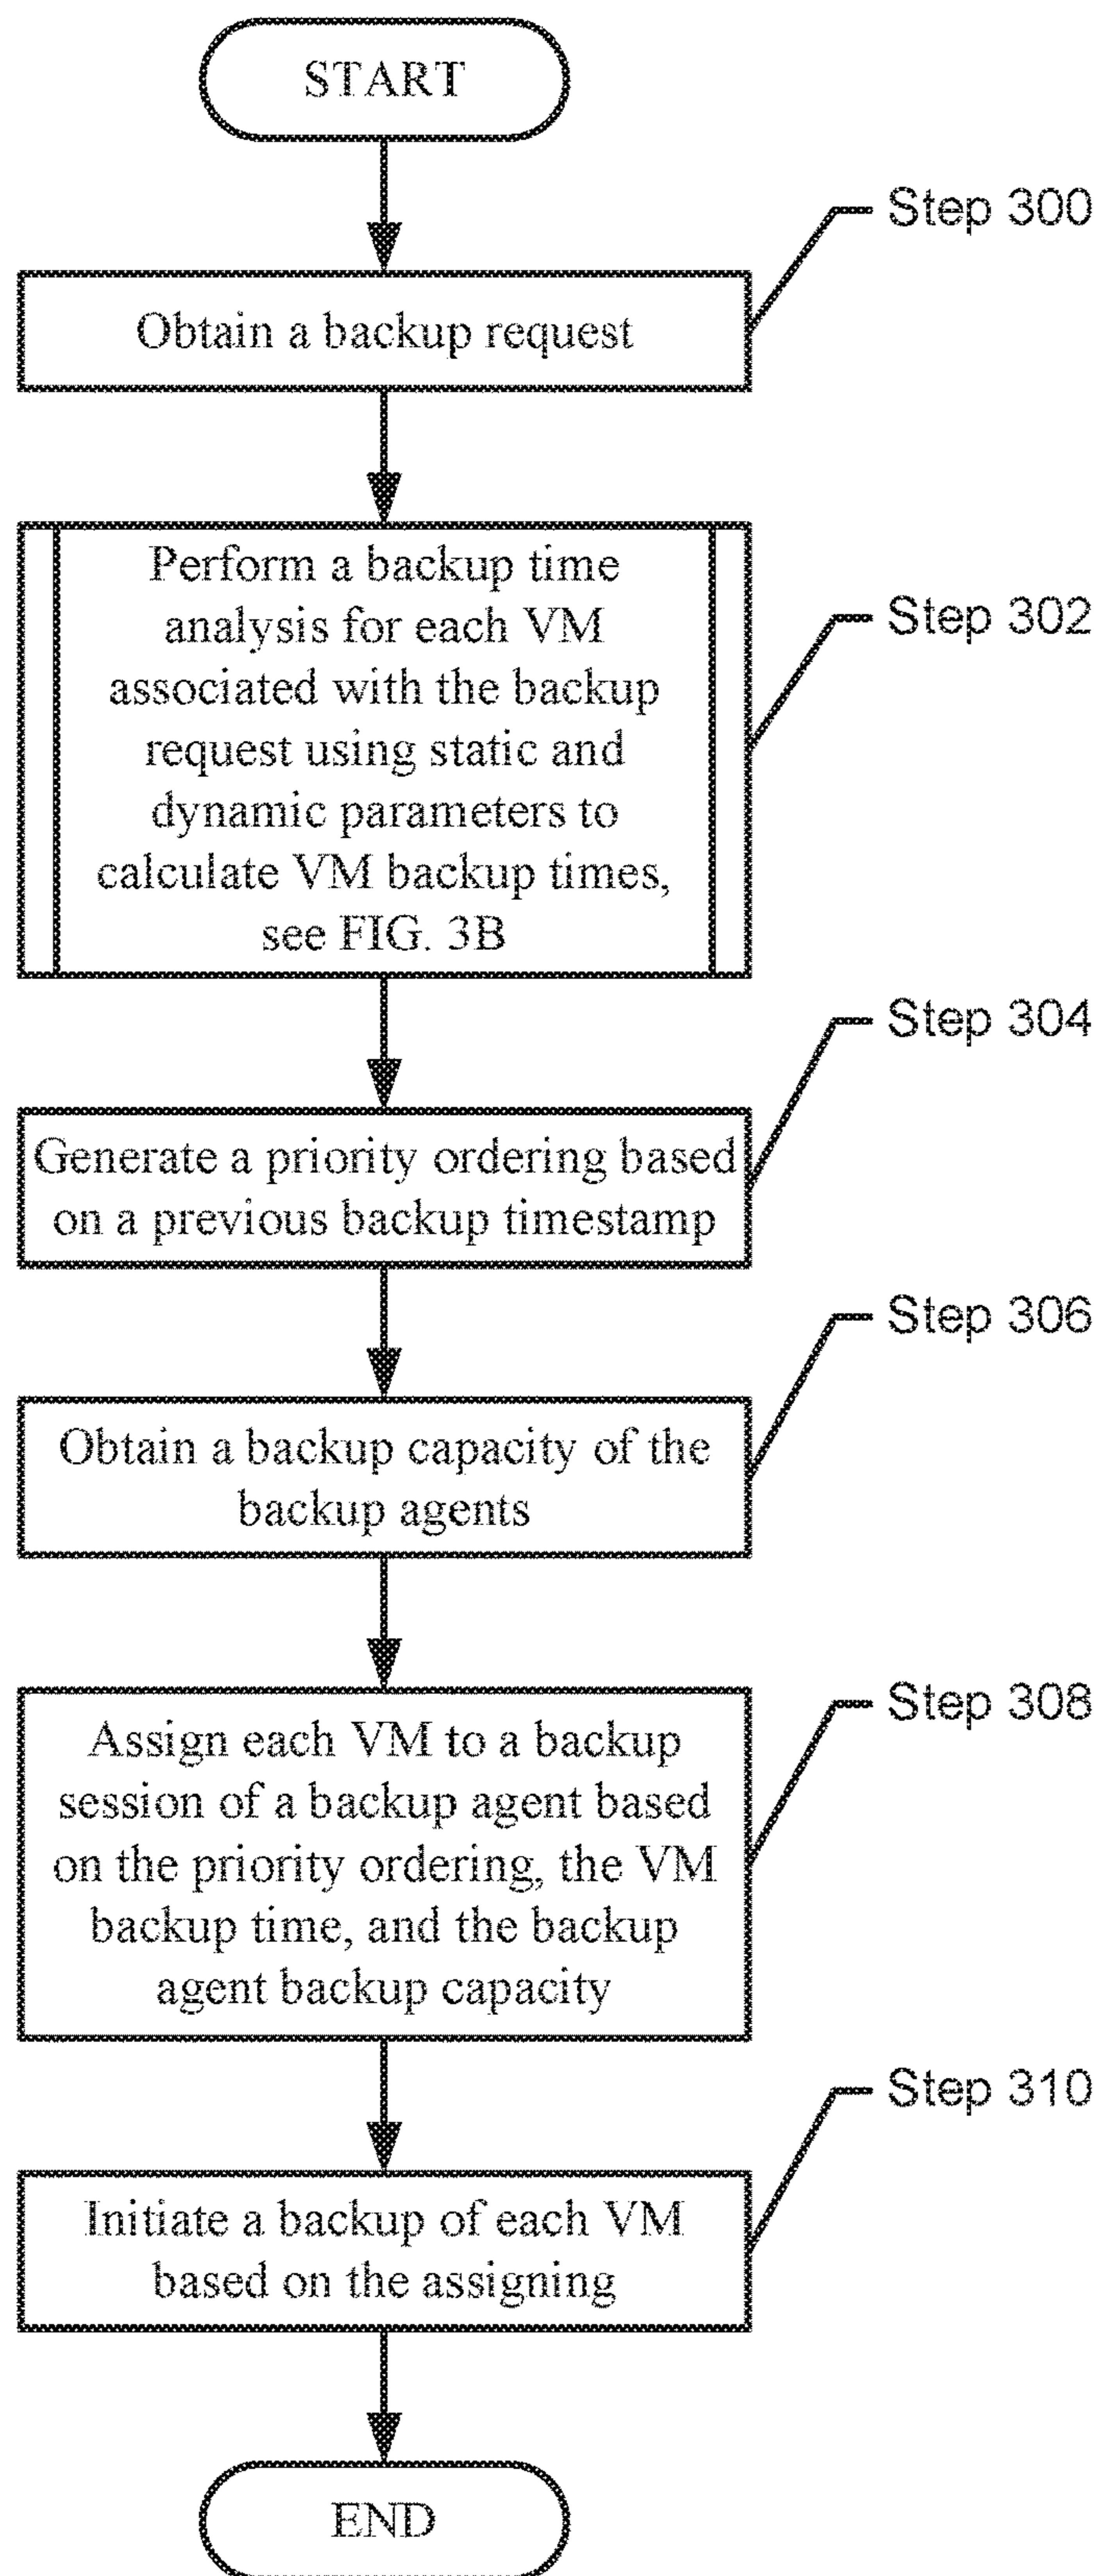 START
Step 300
Obtain a backup request
Step 302
Perform a backup time
analysis for each VM
associated with the backup
request using static and
dynamic parameters to
calculate VM backup times,
see FIG. 3B
Step 304
Generate a priority ordering based
on a previous backup timestamp
Step 306
Obtain a backup capacity of the
backup agents
Step 308
Assign each VM to a backup
session of a backup agent based
on the priority ordering, the VM
backup time, and the backup
agent backup capacity
Step 310
Initiate a backup of each VM
based on the assigning
END